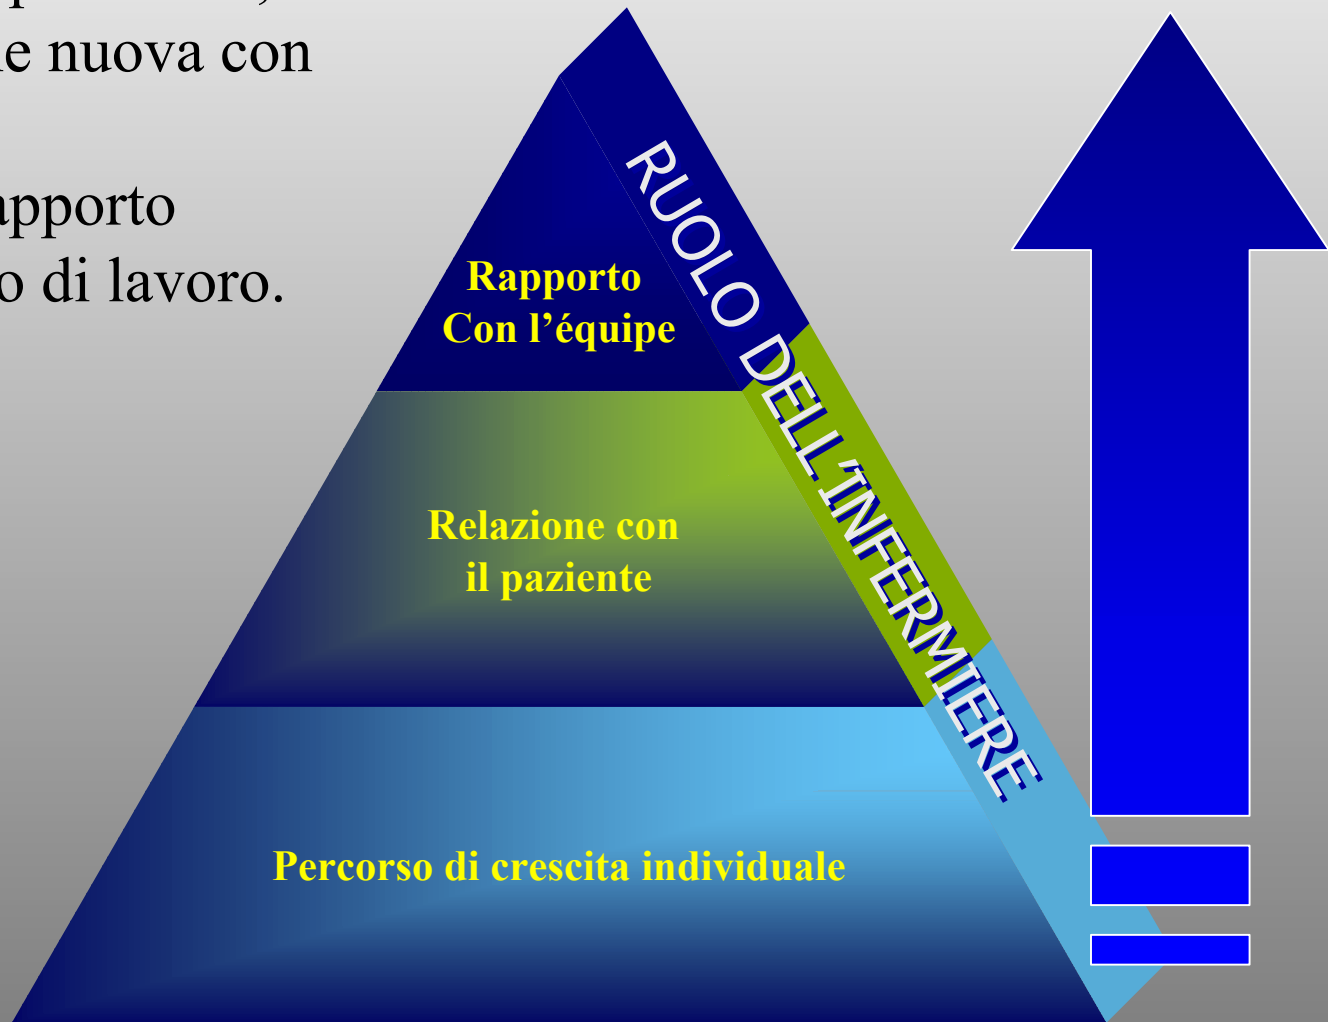 le nuova con
apporto
o di lavoro.
RUOLO DELL'INFERMIERE
Rapporto
Con l’équipe
Relazione con
il paziente
Percorso di crescita individuale